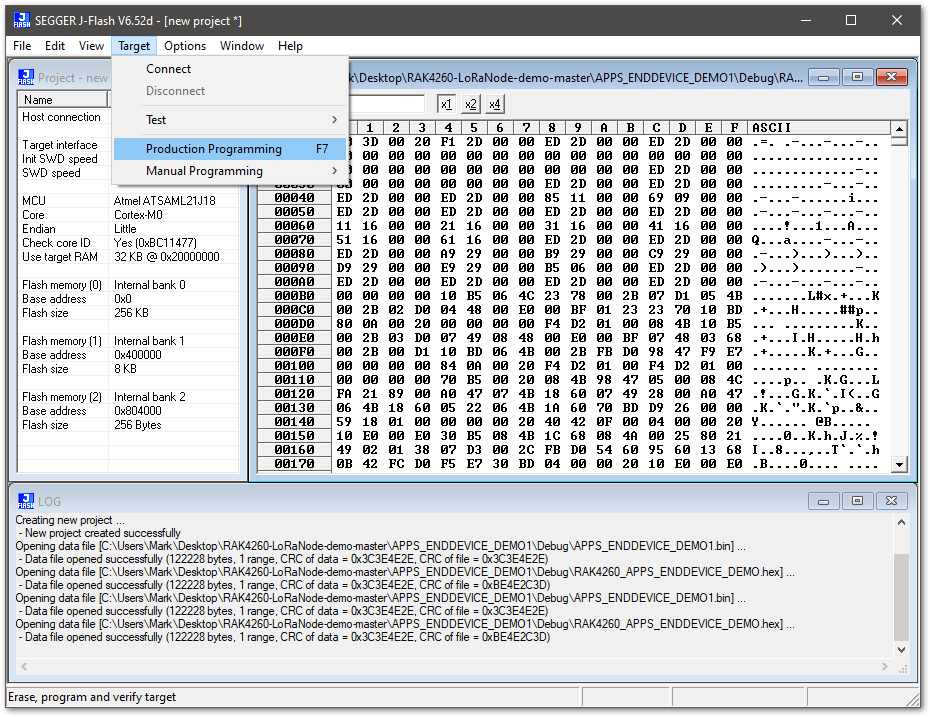 SEGGER J-Flash V6.52d - [new project *]
File Edit View Target Options Window Help
Connect
Disconnect
Test
Production Programming F7
Manual Programming
Project - new
Name
Host connection
Target interface
Init SWD speed
SWD speed
MCU Atmel ATSAML21J18
Core Cortex-M0
Endian Little
Check core ID Yes (0xBC11477)
Use target RAM 32 KB @ 0x20000000
Flash memory (0) Internal bank 0
Base address 0x0
Flash size 256 KB
Flash memory (1) Internal bank 1
Base address 0x400000
Flash size 8 KB
Flash memory (2) Internal bank 2
Base address 0x804000
Flash size 256 Bytes
\Desktop\RAK4260-LoRaNode-demo-master\APPS_ENDDEVICE_DEMO1\Debug\RA...
x1 x2 x4
1 2 3 4 5 6 7 8 9 A B C D E F ASCII
3D 00 20 F1 2D 00 00 ED 2D 00 00 ED 2D 00 00 .=. .-...-...-..
00 00 00 00 00 00 00 00 00 00 00 00 00 00 00 ................
00 00 00 00 00 00 00 00 00 00 ED 2D 00 00 .............-..
00 00 00 00 ED 2D 00 00 ED 2D 00 00 .....-...-..
00040 ED 2D 00 00 ED 2D 00 00 85 11 00 00 69 09 00 00 .-...-......i...
00050 ED 2D 00 00 ED 2D 00 00 ED 2D 00 00 ED 2D 00 00 .-...-...-...-..
00060 11 16 00 00 21 16 00 00 31 16 00 00 41 16 00 00 ....!...1...A...
00070 51 16 00 00 61 16 00 00 ED 2D 00 00 ED 2D 00 00 Q...a....-...-..
00080 ED 2D 00 00 A9 29 00 00 B9 29 00 00 C9 29 00 00 .-...)...)...)..
00090 D9 29 00 00 E9 29 00 00 B5 06 00 00 ED 2D 00 00 .)...).......-..
000A0 ED 2D 00 00 ED 2D 00 00 ED 2D 00 00 ED 2D 00 00 .-...-...-...-..
000B0 00 00 00 00 10 B5 06 4C 23 78 00 2B 07 D1 05 4B .......L#x.+...K
000C0 00 2B 02 D0 04 48 00 E0 00 BF 01 23 23 70 10 BD .+...H.....##p..
000D0 80 0A 00 20 00 00 00 00 F4 D2 01 00 08 4B 10 B5 ... .........K..
000E0 00 2B 03 D0 07 49 08 48 00 E0 00 BF 07 48 03 68 .+...I.H.....H.h
000F0 00 2B 00 D1 10 BD 06 4B 00 2B FB D0 98 47 F9 E7 .+.....K.+...G..
00100 00 00 00 00 84 0A 00 20 F4 D2 01 00 F4 D2 01 00 ....... ........
00110 00 00 00 00 70 B5 00 20 08 4B 98 47 05 00 08 4C ....p.. .K.G...L
00120 FA 21 89 00 A0 47 07 4B 18 60 07 49 28 00 A0 47 .!...G.K.`.I(..G
00130 06 4B 18 60 05 22 06 4B 1A 60 70 BD D9 26 00 00 .K.`.".K.`p..&..
00140 59 18 01 00 00 00 00 20 40 42 0F 00 04 00 00 20 Y...... @B.....
00150 10 E0 00 E0 30 B5 08 4B 1C 68 08 4A 00 25 80 21 ....0..K.h.J.%.!
00160 49 02 01 38 07 D3 00 2C FB D0 54 60 95 60 13 68 I..8...,..T`.`.h
00170 0B 42 FC D0 F5 E7 30 BD 04 00 00 20 10 E0 00 E0 .B....0.... ....
LOG
Creating new project ...
- New project created successfully
Opening data file [C:\Users\Mark\Desktop\RAK4260-LoRaNode-demo-master\APPS_ENDDEVICE_DEMO1\Debug\APPS_ENDDEVICE_DEMO1.bin] ...
- Data file opened successfully (122228 bytes, 1 range, CRC of data = 0x3C3E4E2E, CRC of file = 0x3C3E4E2E)
Opening data file [C:\Users\Mark\Desktop\RAK4260-LoRaNode-demo-master\APPS_ENDDEVICE_DEMO1\Debug\RAK4260_APPS_ENDDEVICE_DEMO.hex] ...
- Data file opened successfully (122228 bytes, 1 range, CRC of data = 0x3C3E4E2E, CRC of file = 0xBE4E2C3D)
Opening data file [C:\Users\Mark\Desktop\RAK4260-LoRaNode-demo-master\APPS_ENDDEVICE_DEMO1\Debug\APPS_ENDDEVICE_DEMO1.bin] ...
- Data file opened successfully (122228 bytes, 1 range, CRC of data = 0x3C3E4E2E, CRC of file = 0x3C3E4E2E)
Opening data file [C:\Users\Mark\Desktop\RAK4260-LoRaNode-demo-master\APPS_ENDDEVICE_DEMO1\Debug\RAK4260_APPS_ENDDEVICE_DEMO.hex] ...
- Data file opened successfully (122228 bytes, 1 range, CRC of data = 0x3C3E4E2E, CRC of file = 0xBE4E2C3D)
Erase, program and verify target